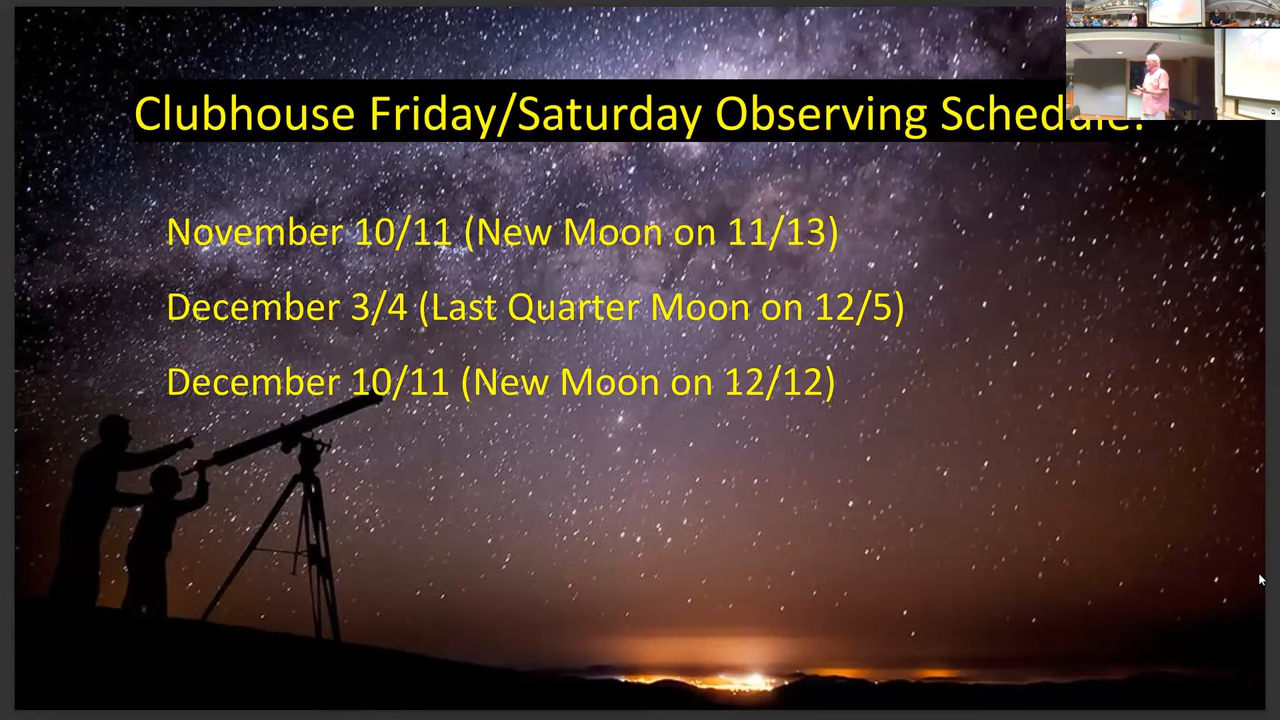 Clubhouse Friday/Saturday Observing Schedule:
November 10/11 (New Moon on 11/13)
December 3/4 (Last Quarter Moon on 12/5)
December 10/11 (New Moon on 12/12)